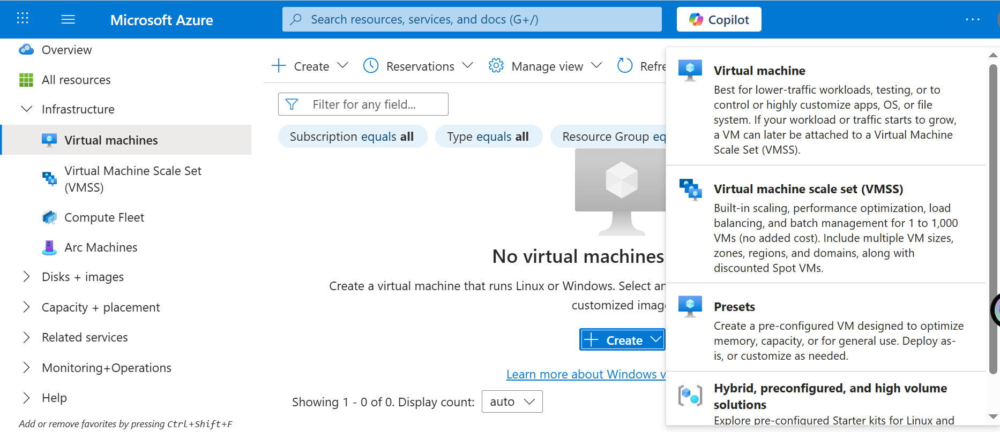 Microsoft Azure
Search resources, services, and docs (G+/)
Copilot
...
Overview
All resources
Infrastructure
Virtual machines
Virtual Machine Scale Set
(VMSS)
Compute Fleet
Arc Machines
Disks + images
Capacity + placement
Related services
Monitoring+Operations
Help
Add or remove favorites by pressing Ctrl+Shift+F
Create
Reservations
Manage view
Refre
Filter for any field...
Subscription equals all
Type equals all
Resource Group eq
No virtual machines
Create a virtual machine that runs Linux or Windows. Select an
customized imag
Create
Learn more about Windows v
Showing 1 - 0 of 0. Display count:
auto
Virtual machine
Best for lower-traffic workloads, testing, or to
control or highly customize apps, OS, or file
system. If your workload or traffic starts to grow,
a VM can later be attached to a Virtual Machine
Scale Set (VMSS).
Virtual machine scale set (VMSS)
Built-in scaling, performance optimization, load
balancing, and batch management for 1 to 1,000
VMs (no added cost). Include multiple VM sizes,
zones, regions, and domains, along with
discounted Spot VMs.
Presets
Create a pre-configured VM designed to optimize
memory, capacity, or for general use. Deploy as-
is, or customize as needed.
Hybrid, preconfigured, and high volume
solutions
Explore pre-configured Starter kits for Linux and